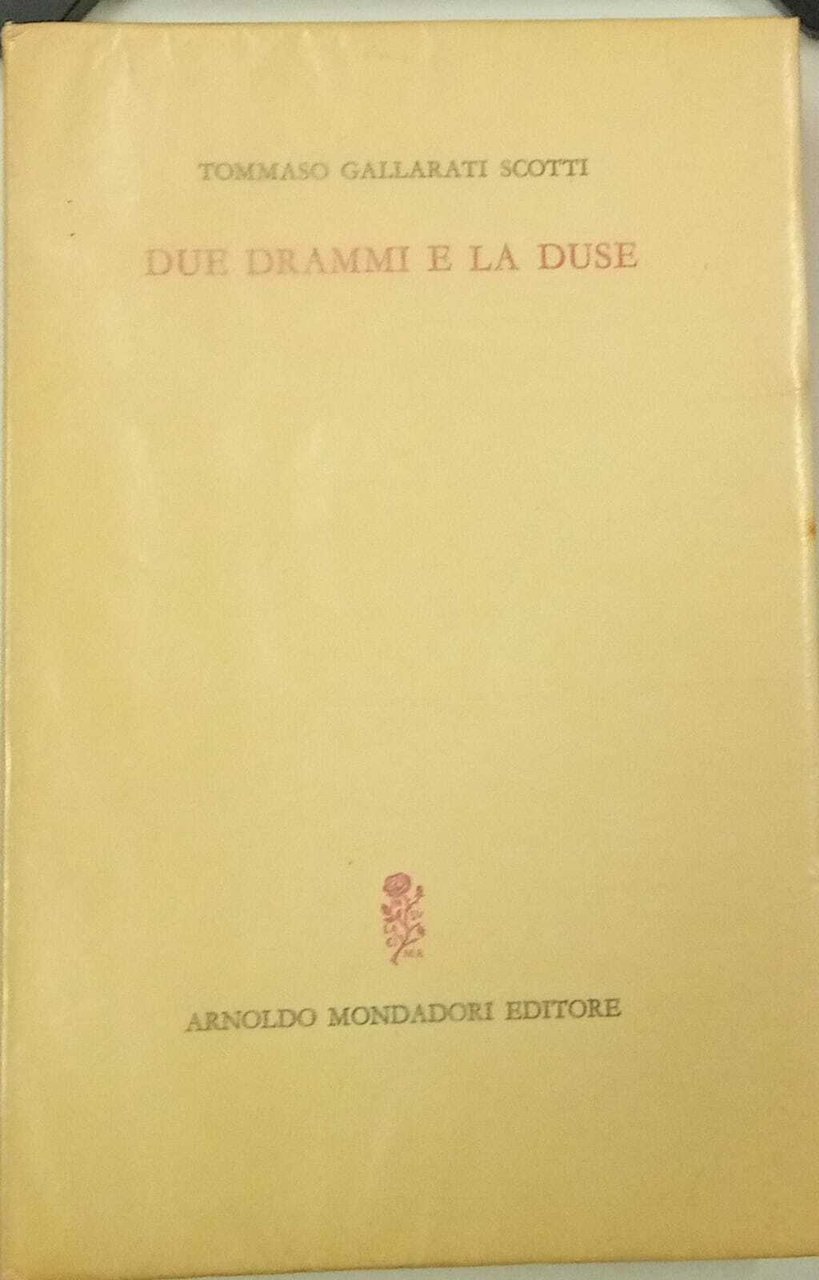 TOMMASO GALLARATI SCOTTI
DUE DRAMMI E LA DUSE
ARNOLDO MONDADORI EDITORE